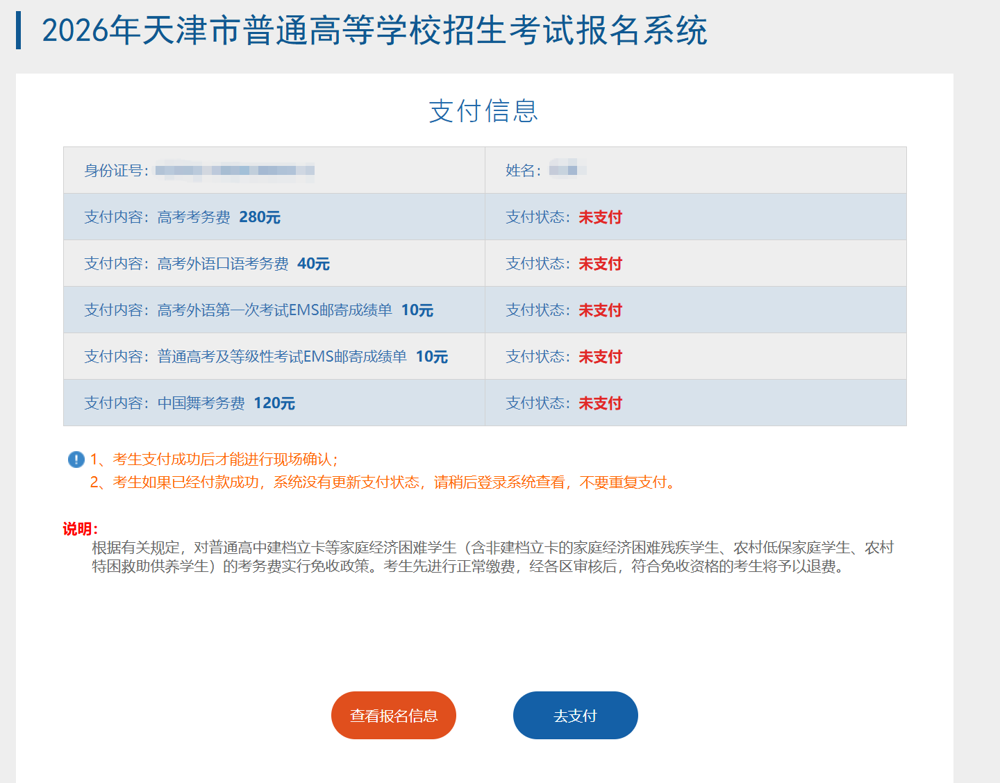 2026年天津市普通高等学校招生考试报名系统
支付信息
身份证号： 姓名：
支付内容：高考考务费 280元 支付状态：未支付
支付内容：高考外语口语考务费 40元 支付状态：未支付
支付内容：高考外语第一次考试EMS邮寄成绩单 10元 支付状态：未支付
支付内容：普通高考及等级性考试EMS邮寄成绩单 10元 支付状态：未支付
支付内容：中国舞考务费 120元 支付状态：未支付
1、考生支付成功后才能进行现场确认；
2、考生如果已经付款成功，系统没有更新支付状态，请稍后登录系统查看，不要重复支付。
说明：
根据有关规定，对普通高中建档立卡等家庭经济困难学生（含非建档立卡的家庭经济困难残疾学生、农村低保家庭学生、农村
特困救助供养学生）的考务费实行免收政策。考生先进行正常缴费，经各区审核后，符合免收资格的考生将予以退费。
查看报名信息 去支付